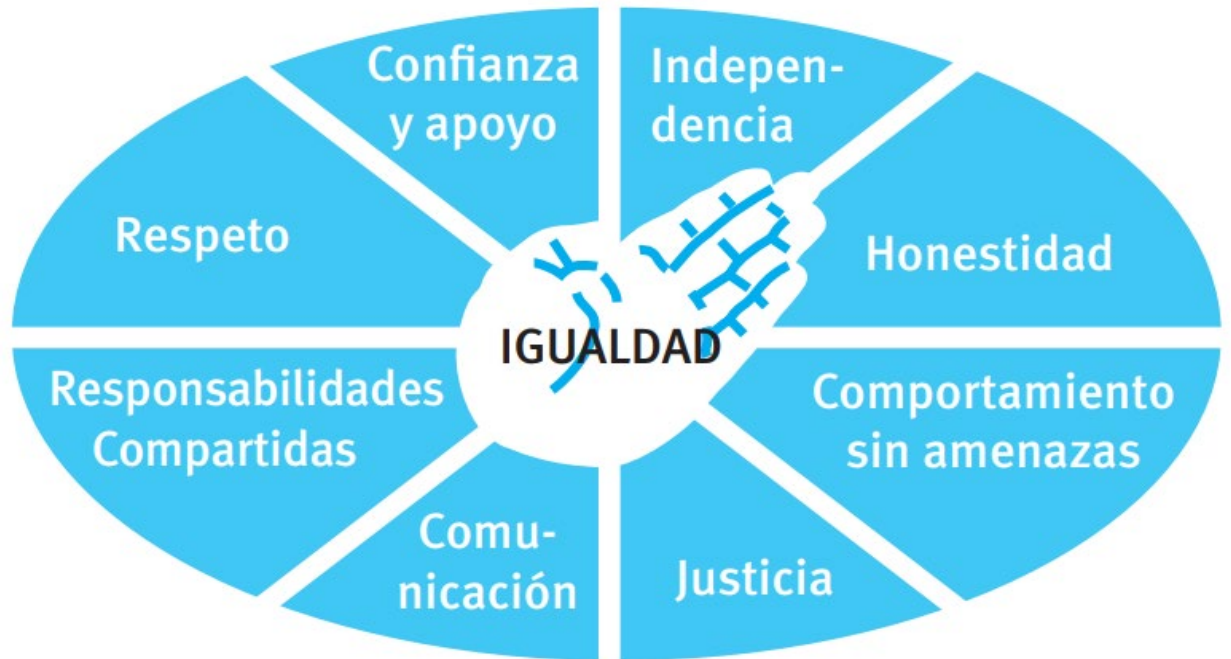 Confianza
y apoyo
Indepen-
dencia
Respeto
Honestidad
IGUALDAD
Responsabilidades
Compartidas
Comportamiento
sin amenazas
Comu-
nicación
Justicia